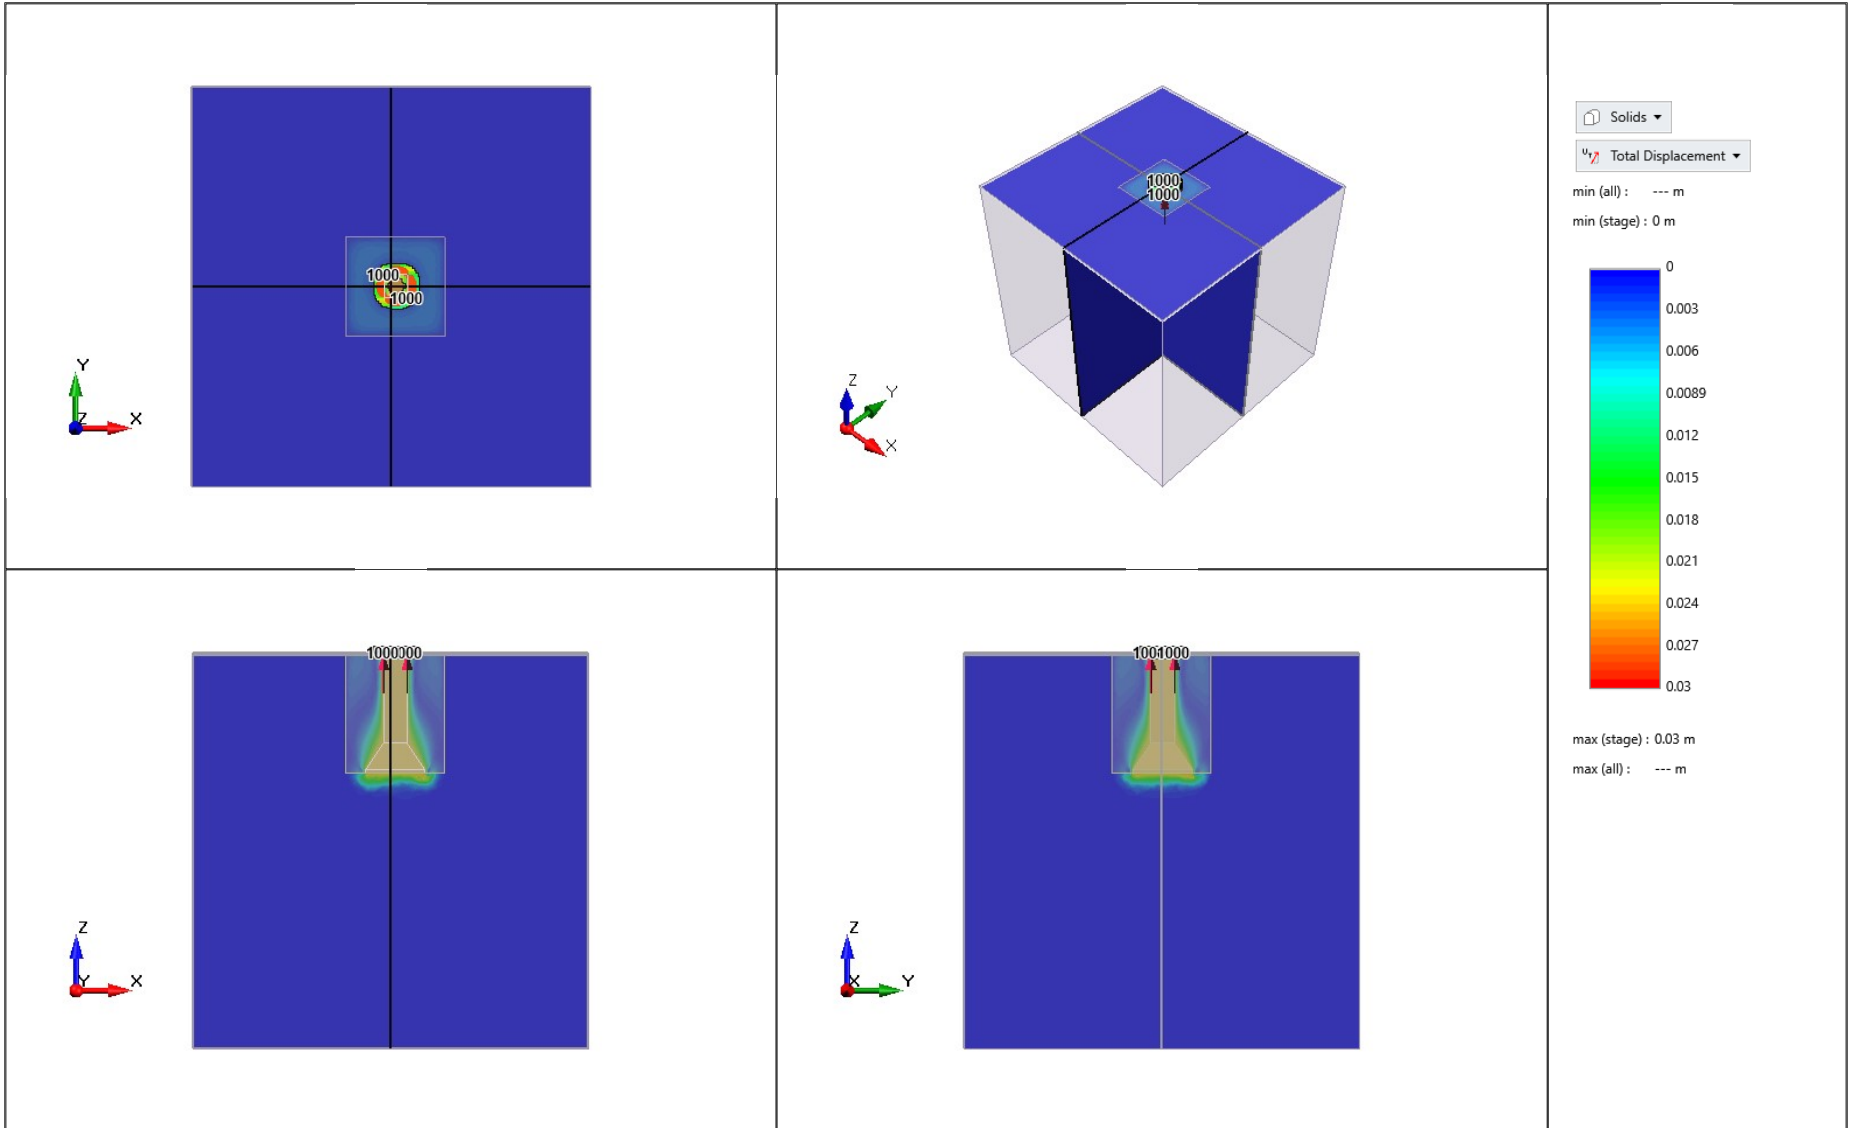 1000
1000
Y
Z
X
1000
1000
Z
Y
X
Solids
Total Displacement
min (all) : --- m
min (stage) : 0 m
0
0.003
0.006
0.0089
0.012
0.015
0.018
0.021
0.024
0.027
0.03
max (stage) : 0.03 m
max (all) : --- m
Z
Y
X
Z
X
Y